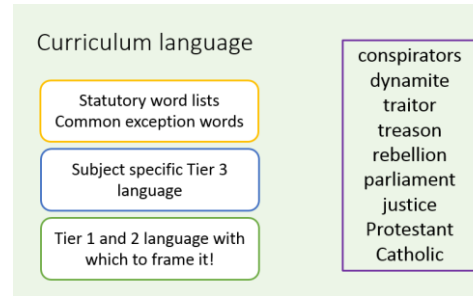 Curriculum language
Statutory word lists
Common exception words
Subject specific Tier 3
language
Tier 1 and 2 language with
which to frame it!
conspirators
dynamite
traitor
treason
rebellion
parliament
justice
Protestant
Catholic